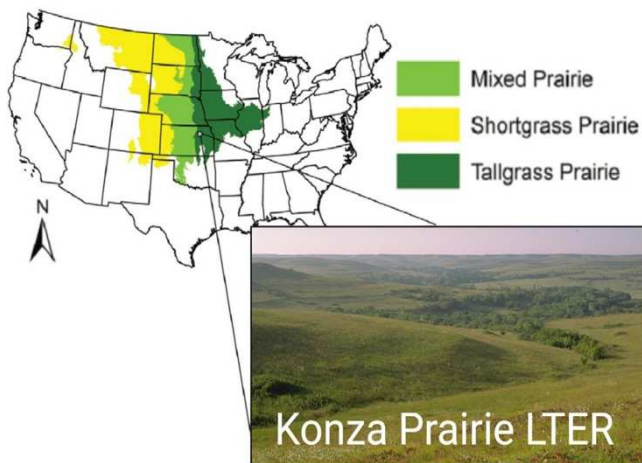 Mixed Prairie
Shortgrass Prairie
Tallgrass Prairie
N
Konza Prairie LTER